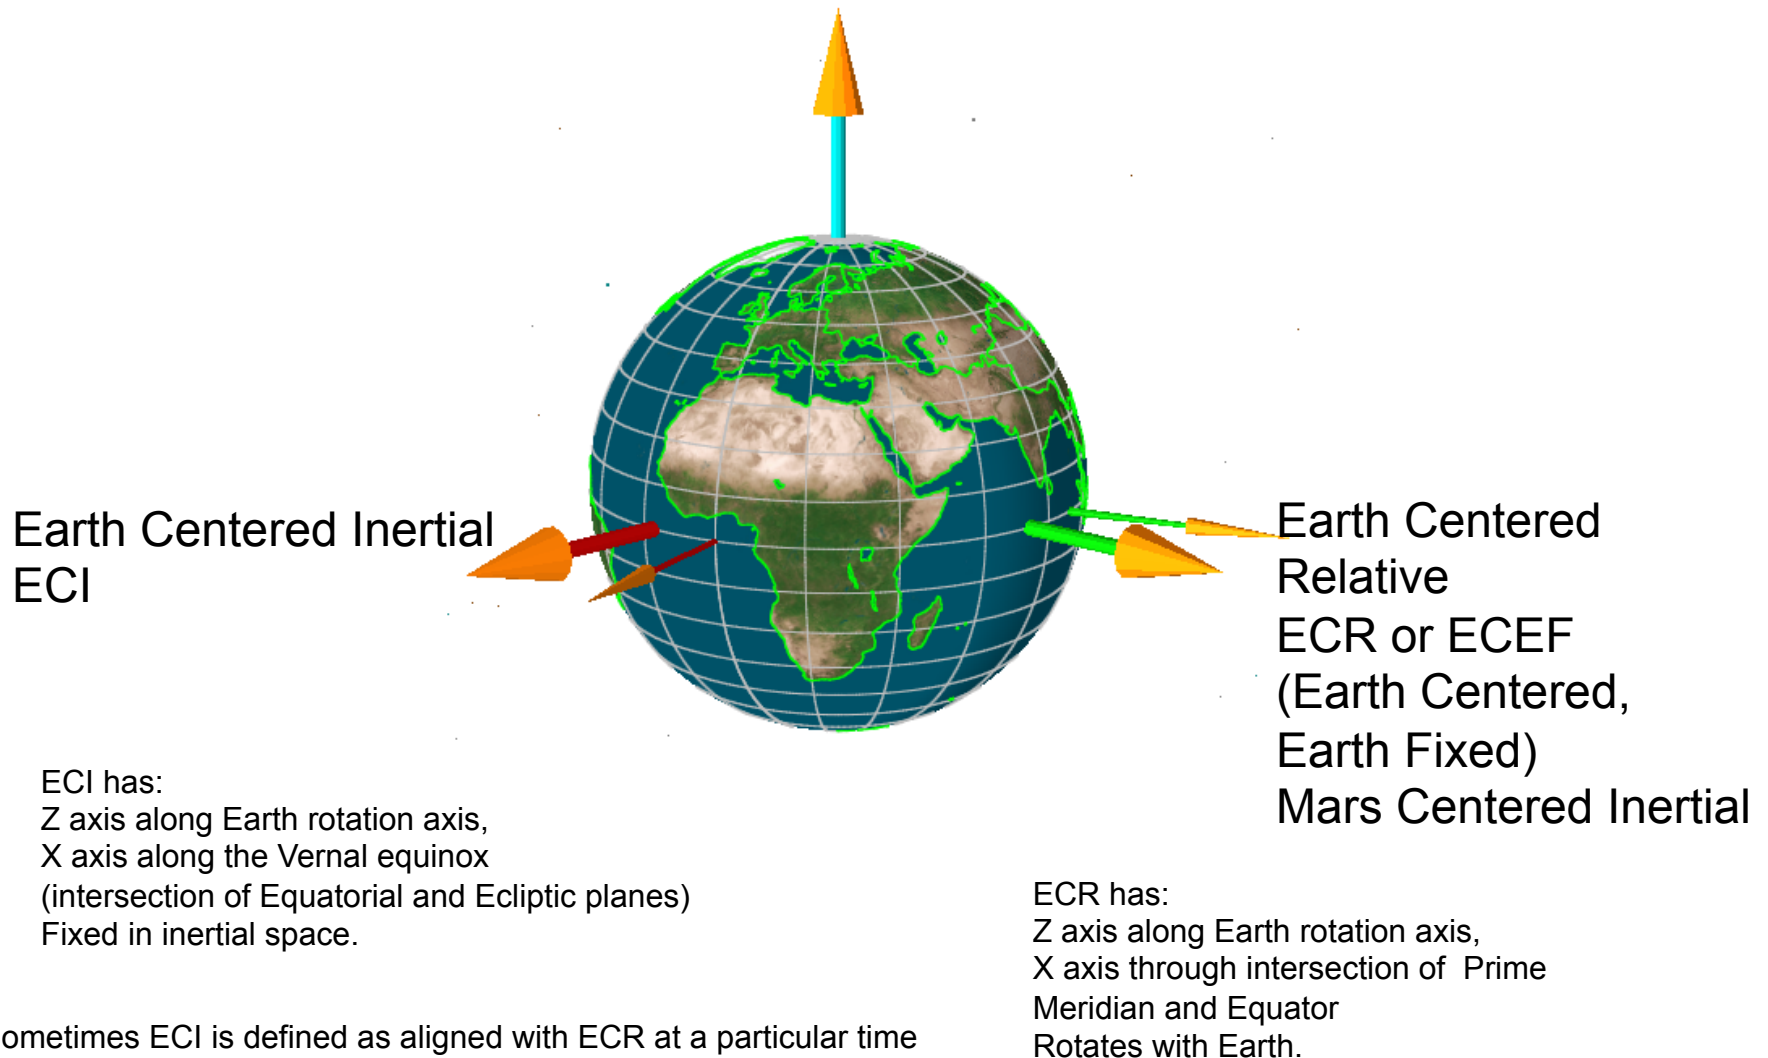 Earth Centered Inertial
ECI
Earth Centered
Relative
ECR or ECEF
(Earth Centered,
Earth Fixed)
Mars Centered Inertial
ECI has:
Z axis along Earth rotation axis,
X axis along the Vernal equinox
(intersection of Equatorial and Ecliptic planes)
Fixed in inertial space.
ometimes ECI is defined as aligned with ECR at a particular time
ECR has:
Z axis along Earth rotation axis,
X axis through intersection of  Prime
Meridian and Equator
Rotates with Earth.